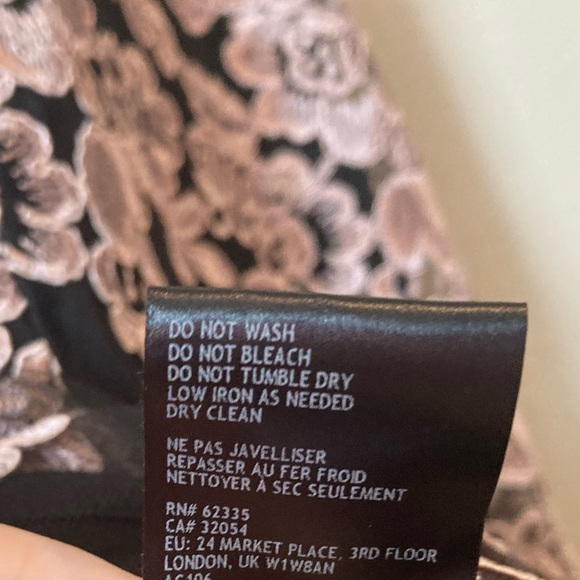 DO NOT WASH
DO NOT BLEACH
DO NOT TUMBLE DRY
LOW IRON AS NEEDED
DRY CLEAN
NE PAS JAVELLISER
REPASSER AU FER FROID
NETTOYER À SEC SEULEMENT
RN# 62335
CA# 32054
EU: 24 MARKET PLACE, 3RD FLOOR
LONDON, UK W1W8AN